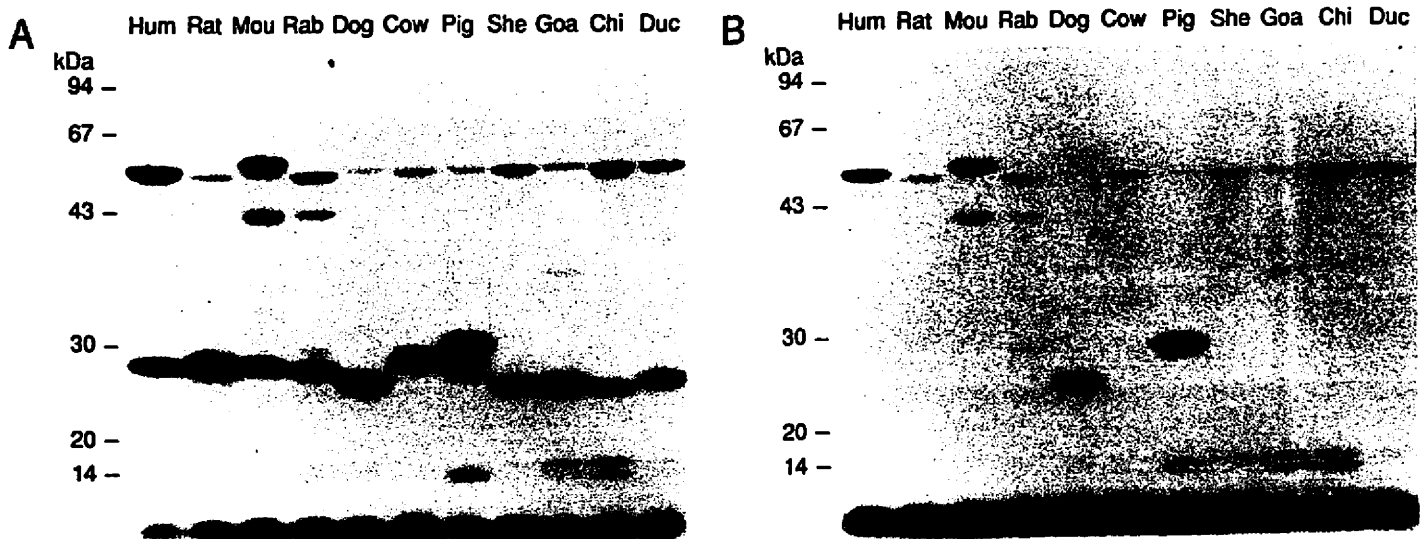 A
Hum Rat Mou Rab Dog Cow Pig She Goa Chi Duc
kDa
94 –
67 –
43 –
30 –
20 –
14 –
B
Hum Rat Mou Rab Dog Cow Pig She Goa Chi Duc
kDa
94 –
67 –
43 –
30 –
20 –
14 –